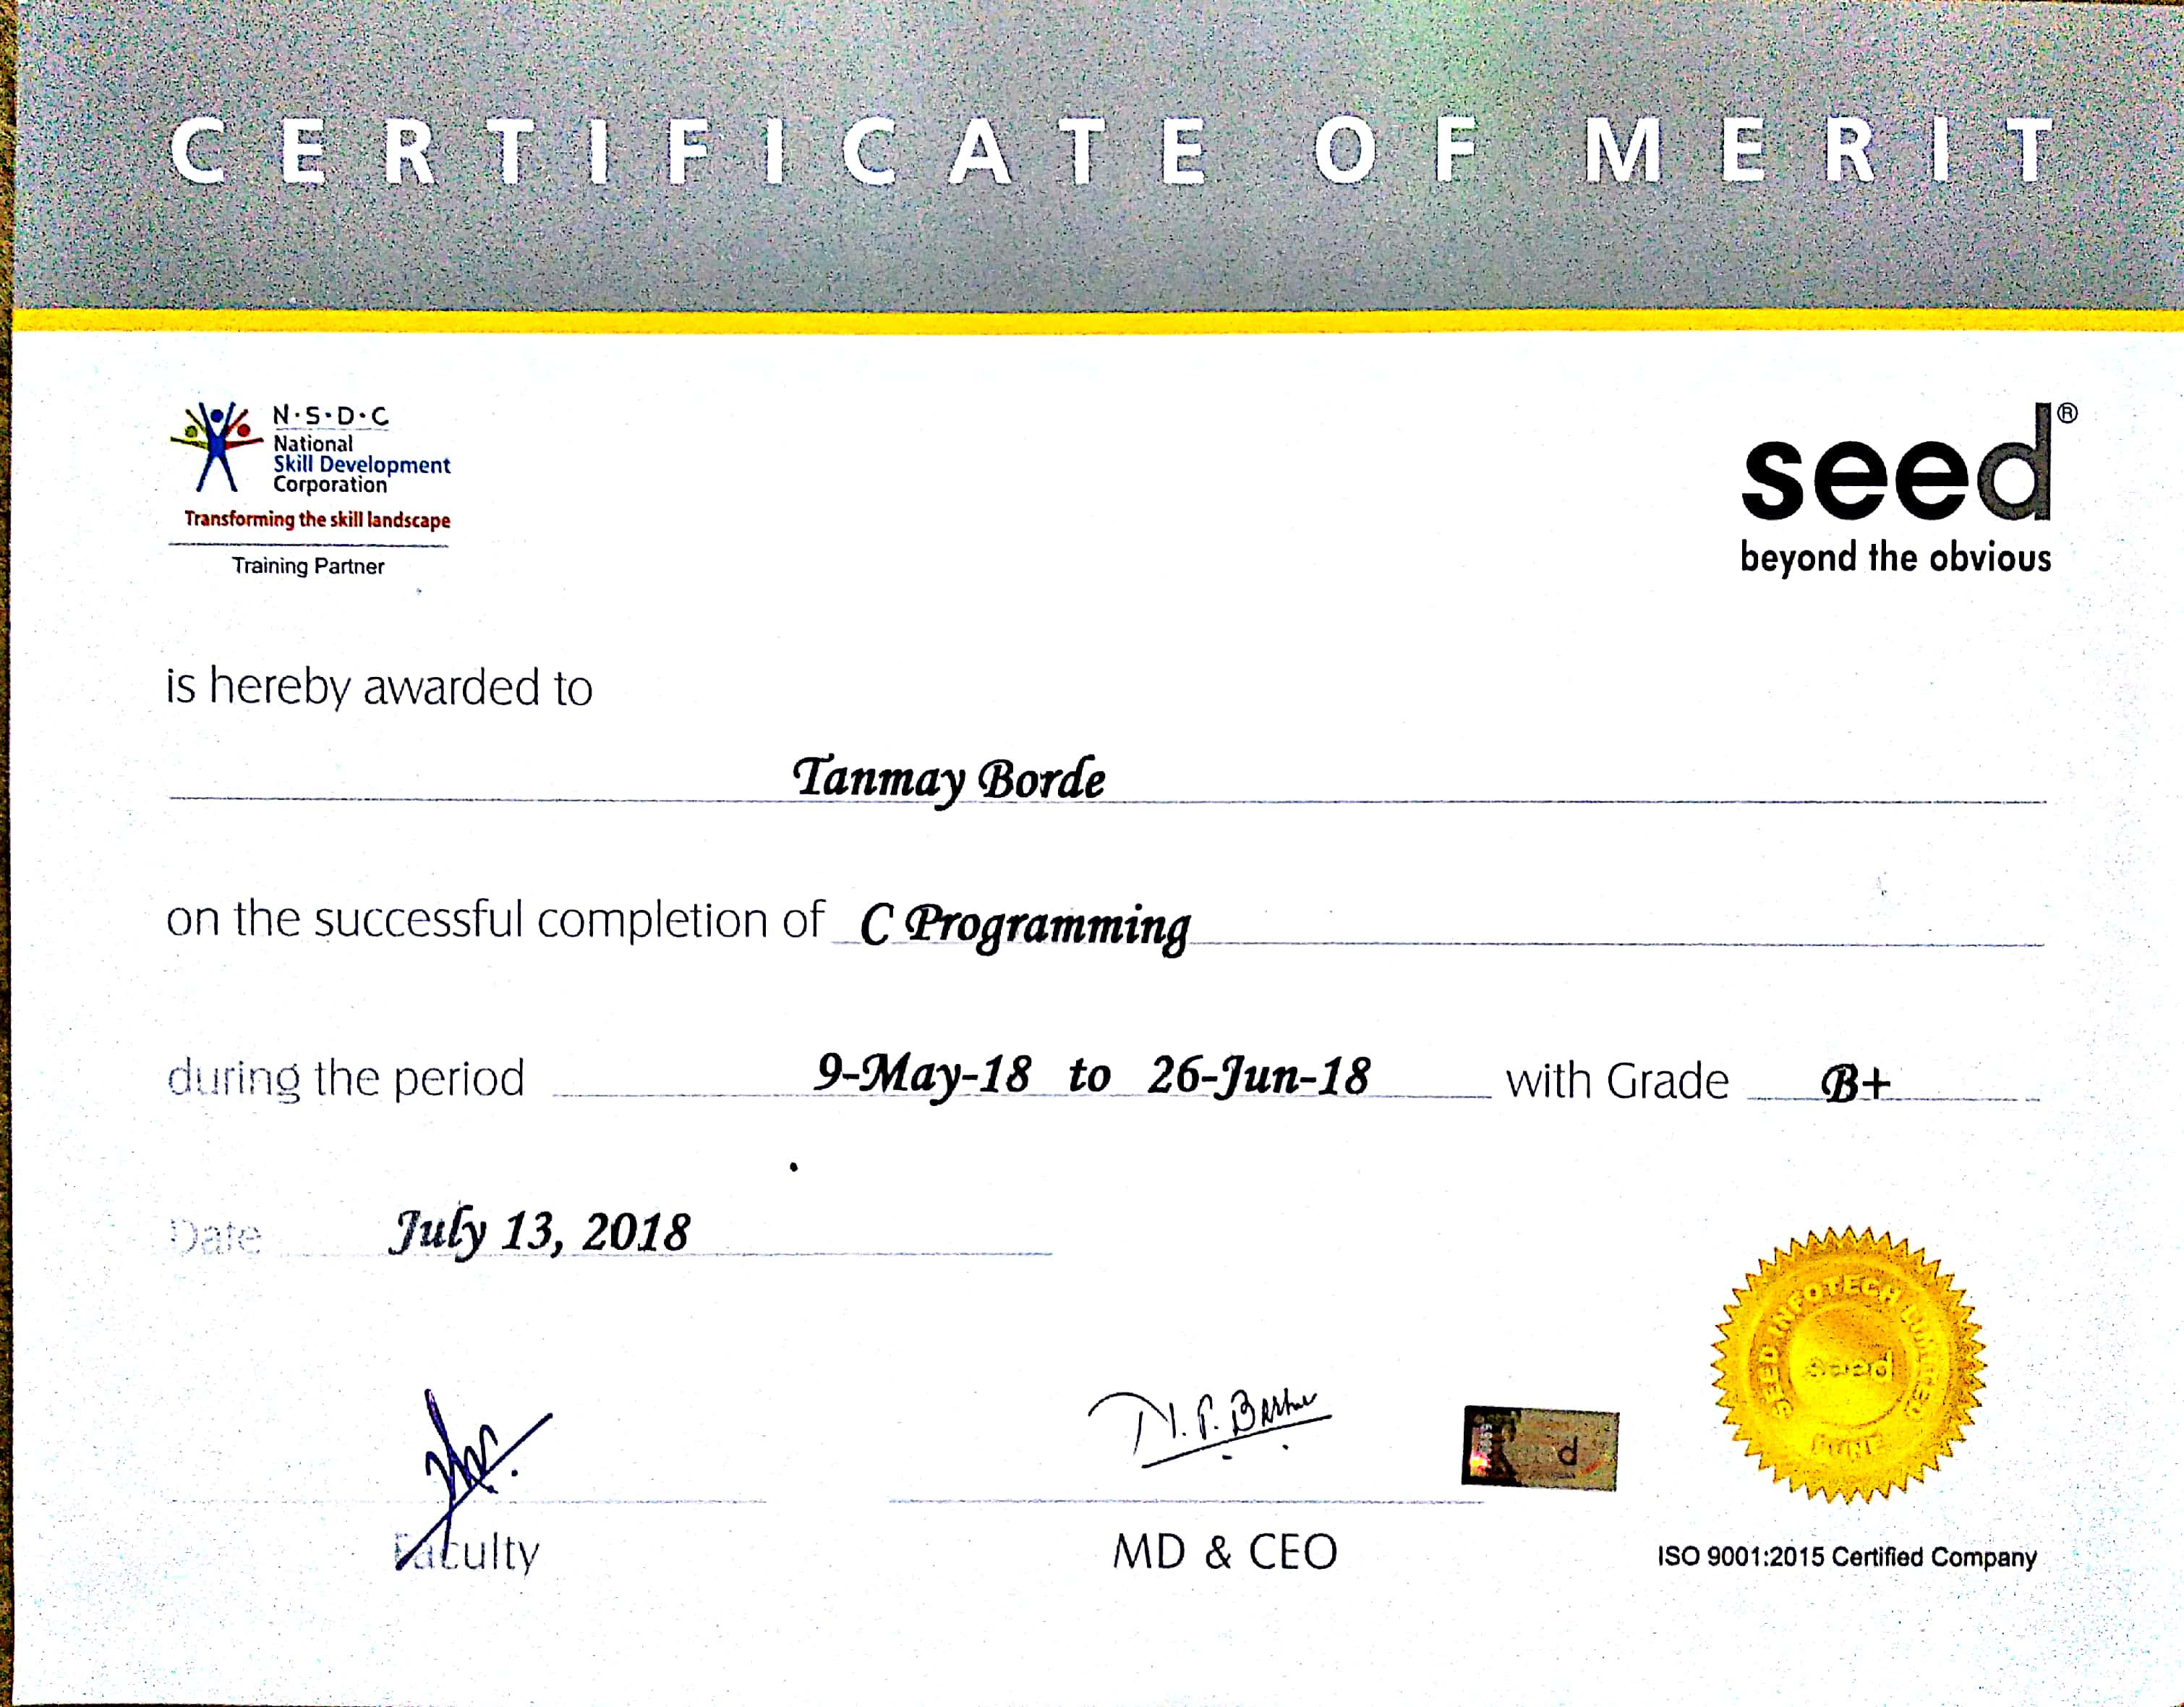 CERTIFICATE OF MERIT
N·S·D·C
National
Skill Development
Corporation
Transforming the skill landscape
Training Partner
seed®
beyond the obvious
is hereby awarded to
Tanmay Borde
on the successful completion of C Programming
during the period 9-May-18 to 26-Jun-18 with Grade B+
Date July 13, 2018
SEED INFOTECH LIMITED
seed
PUNE
Faculty
MD & CEO
ISO 9001:2015 Certified Company